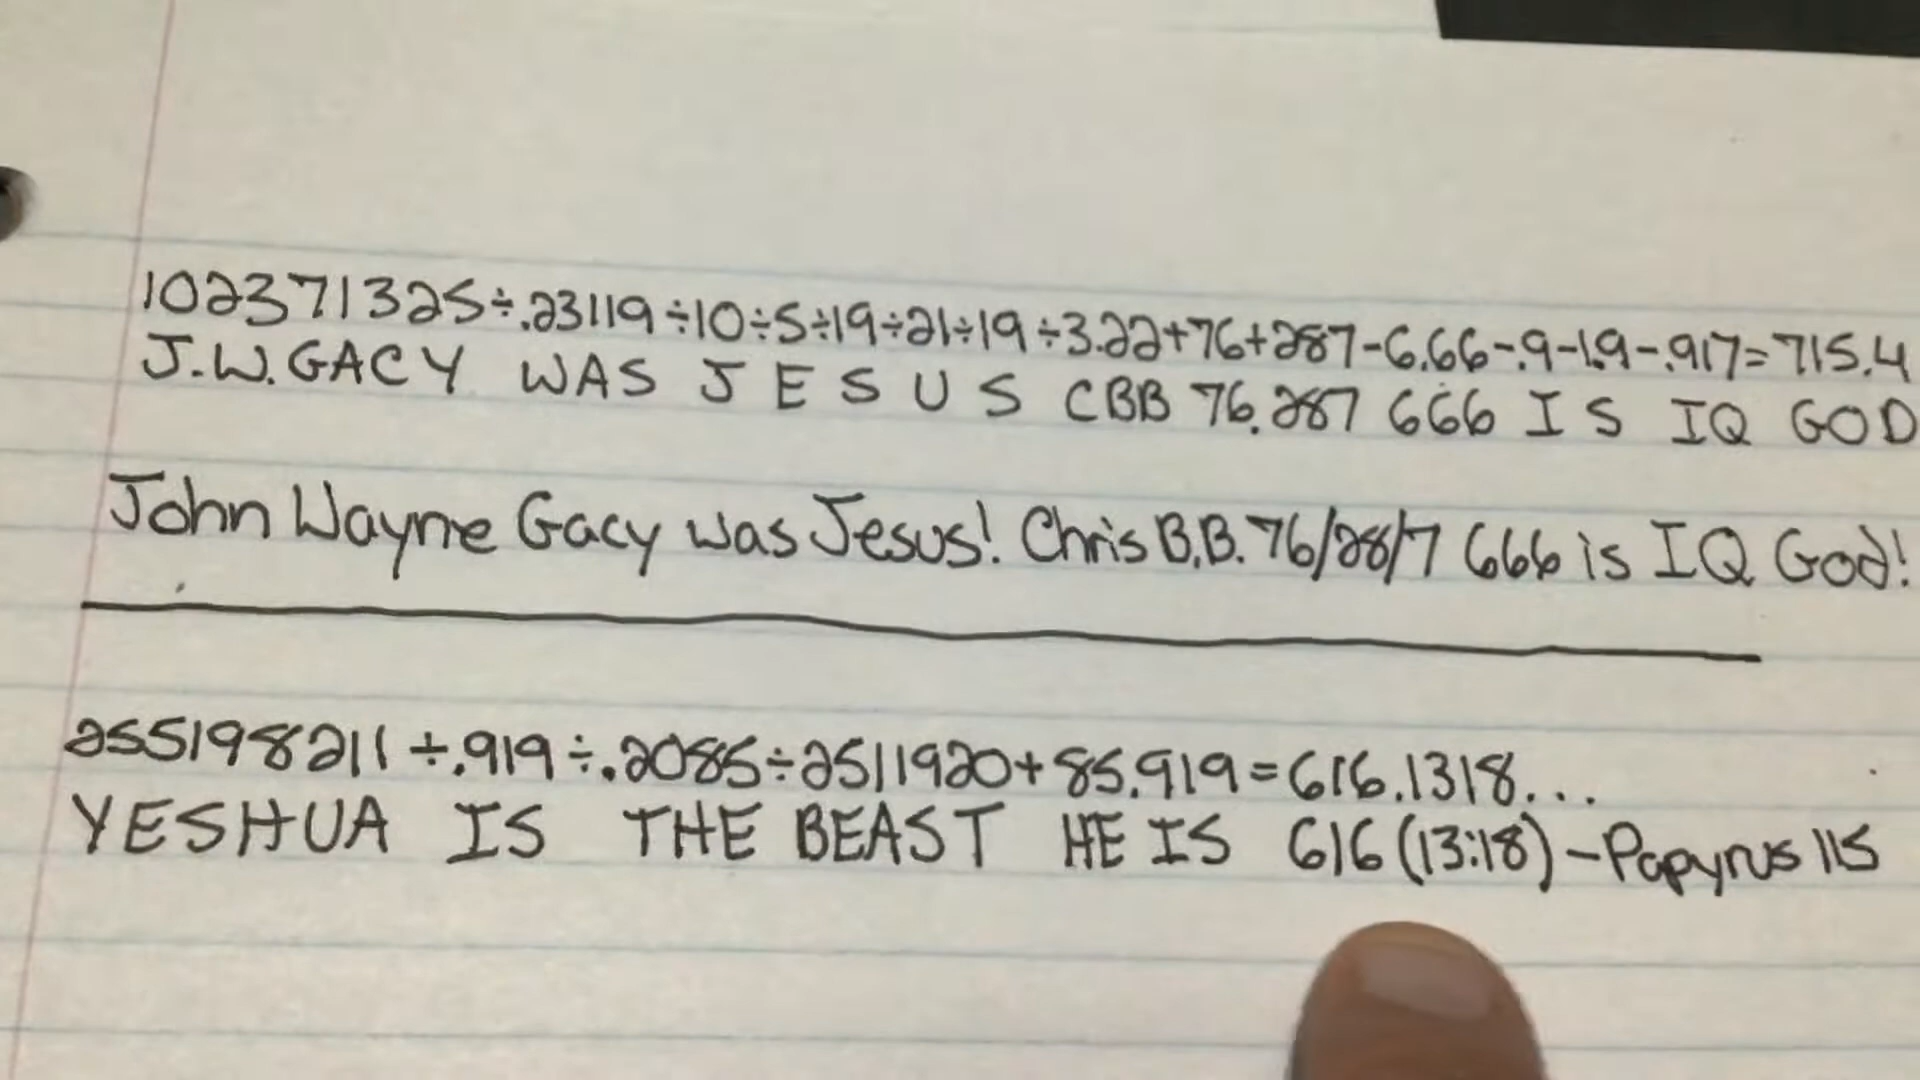 102371325÷.23119÷10÷5÷19÷21÷19÷3.22+76+287-6.66-.9-1.9-.917=715.4
J.W.GACY WAS JESUS CBB 76.287 666 IS IQ GOD
John Wayne Gacy was Jesus! Chris B.B. 76/28/7 666 is IQ God!
255198211÷.919÷.2085÷2511920+85.919=616.1318...
YESHUA IS THE BEAST HE IS 616 (13:18)-Papyrus 115